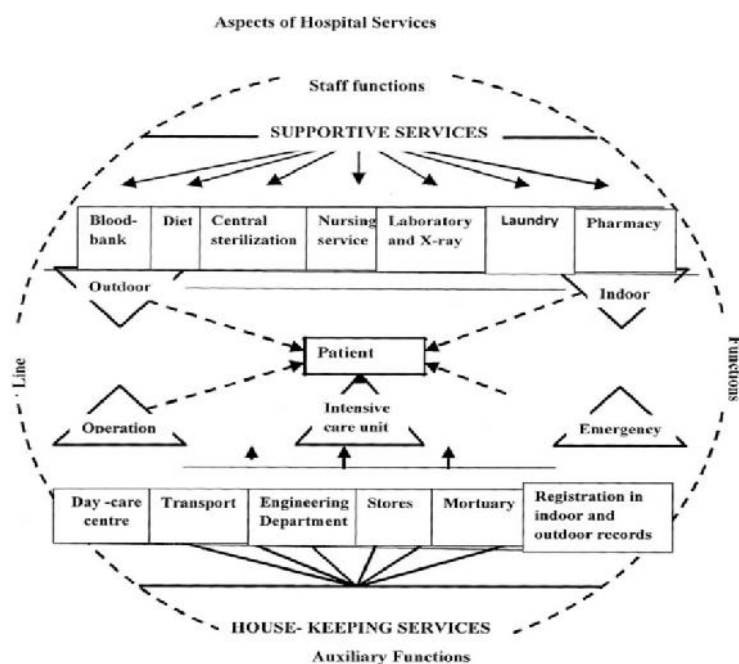 Aspects of Hospital Services
Staff functions
SUPPORTIVE SERVICES
Blood-
bank
Diet
Central
sterilization
Nursing
service
Laboratory
and X-ray
Laundry
Pharmacy
Outdoor
Indoor
Patient
Line
Functions
Operation
Intensive
care unit
Emergency
Day -care
centre
Transport
Engineering
Department
Stores
Mortuary
Registration in
indoor and
outdoor records
HOUSE- KEEPING SERVICES
Auxiliary Functions